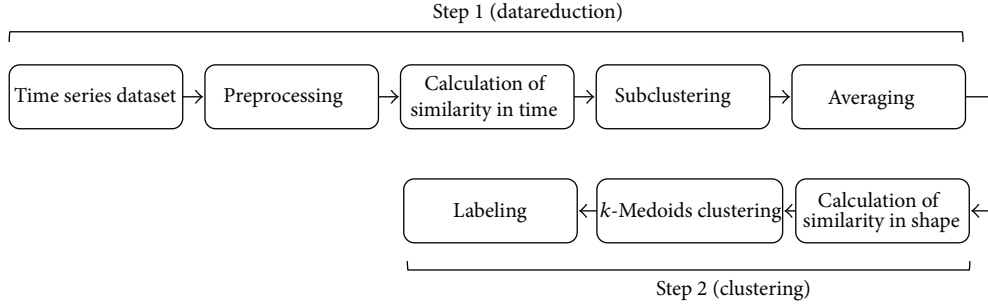 Step 1 (datareduction)
Time series dataset
Preprocessing
Calculation of
similarity in time
Subclustering
Averaging
Labeling
k-Medoids clustering
Calculation of
similarity in shape
Step 2 (clustering)